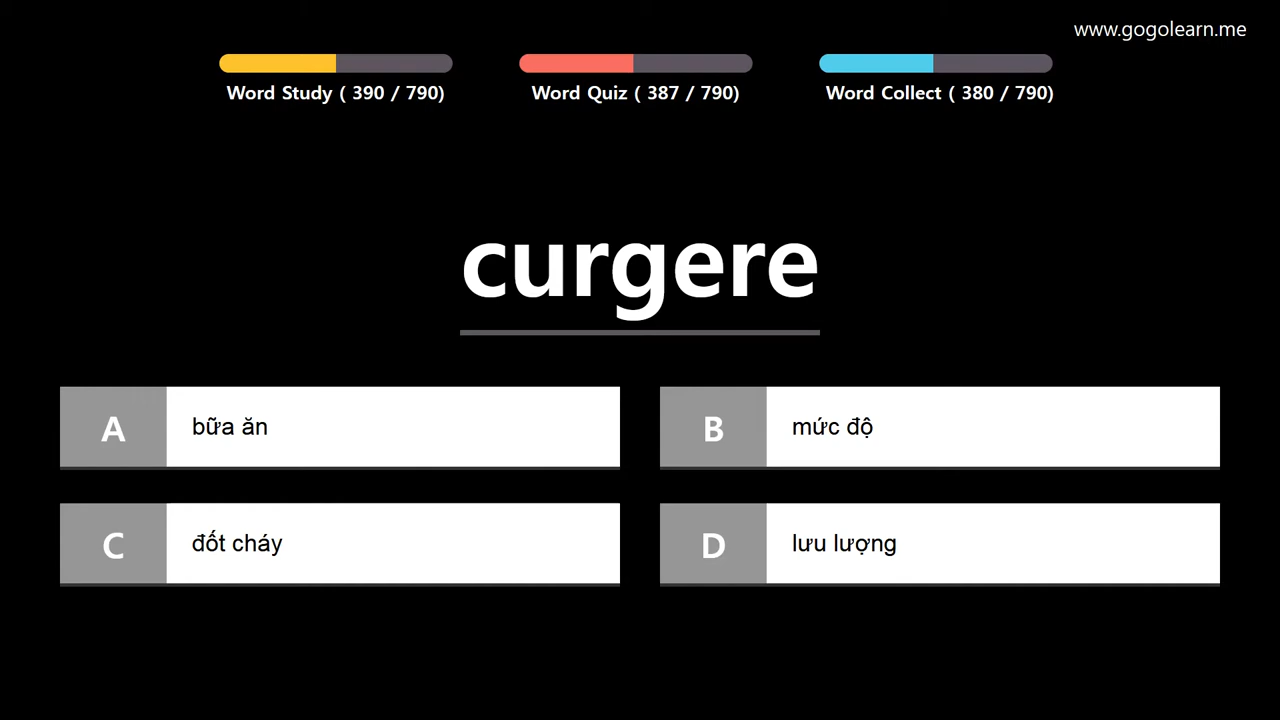 www.gogolearn.me
Word Study ( 390 / 790)
Word Quiz ( 387 / 790)
Word Collect ( 380 / 790)
curgere
A bữa ăn
B mức độ
C đốt cháy
D lưu lượng